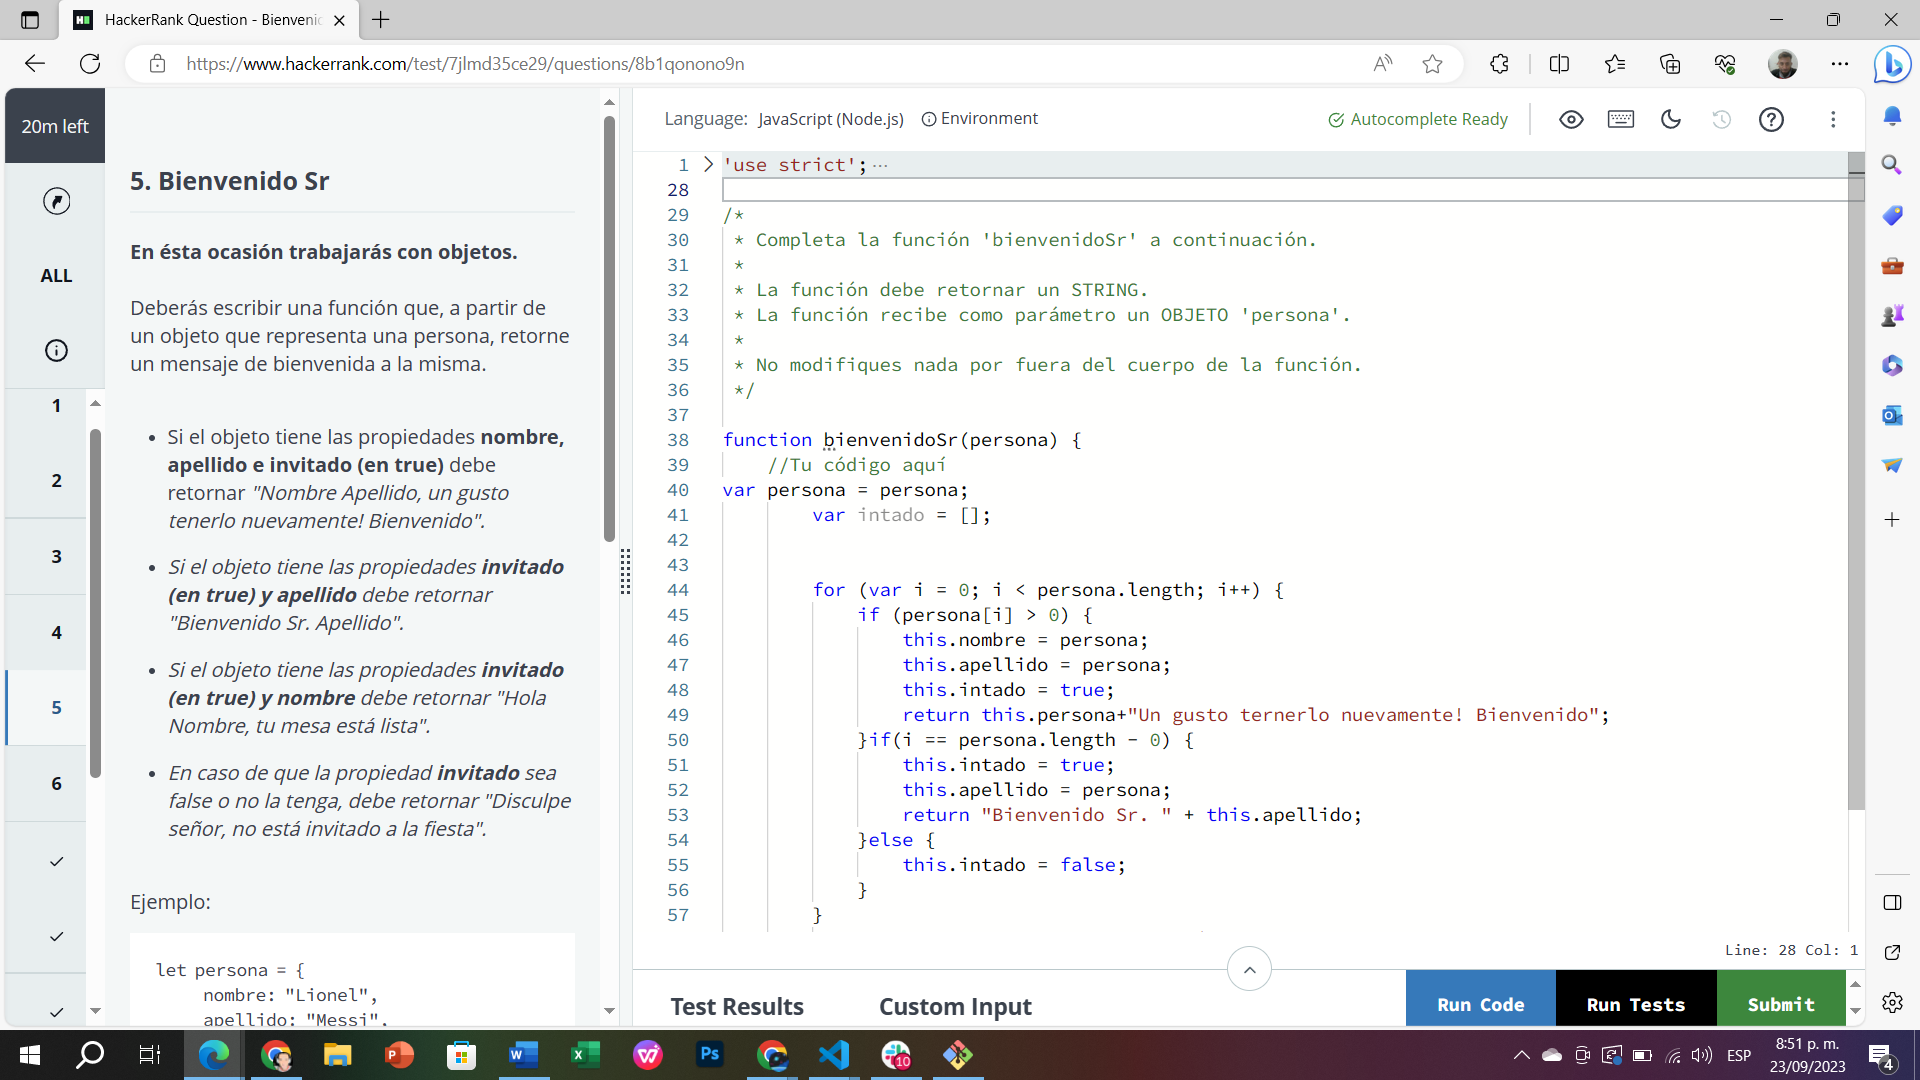 HackerRank Question - Bienvenic
https://www.hackerrank.com/test/7jlmd35ce29/questions/8b1qonono9n
20m left
ALL
1
2
3
4
5
6
5. Bienvenido Sr
En ésta ocasión trabajarás con objetos.
Deberás escribir una función que, a partir de
un objeto que representa una persona, retorne
un mensaje de bienvenida a la misma.
• Si el objeto tiene las propiedades nombre,
apellido e invitado (en true) debe
retornar "Nombre Apellido, un gusto
tenerlo nuevamente! Bienvenido".
• Si el objeto tiene las propiedades invitado
(en true) y apellido debe retornar
"Bienvenido Sr. Apellido".
• Si el objeto tiene las propiedades invitado
(en true) y nombre debe retornar "Hola
Nombre, tu mesa está lista".
• En caso de que la propiedad invitado sea
false o no la tenga, debe retornar "Disculpe
señor, no está invitado a la fiesta".
Ejemplo:
let persona = {
nombre: "Lionel",
apellido: "Messi",
Language: JavaScript (Node.js) Environment
Autocomplete Ready
1 'use strict'; ···
28
29 /*
30 * Completa la función 'bienvenidoSr' a continuación.
31 *
32 * La función debe retornar un STRING.
33 * La función recibe como parámetro un OBJETO 'persona'.
34 *
35 * No modifiques nada por fuera del cuerpo de la función.
36 */
37
38 function bienvenidoSr(persona) {
39 //Tu código aquí
40 var persona = persona;
41 var intado = [];
42
43
44 for (var i = 0; i < persona.length; i++) {
45 if (persona[i] > 0) {
46 this.nombre = persona;
47 this.apellido = persona;
48 this.intado = true;
49 return this.persona+"Un gusto ternerlo nuevamente! Bienvenido";
50 }if(i == persona.length - 0) {
51 this.intado = true;
52 this.apellido = persona;
53 return "Bienvenido Sr. " + this.apellido;
54 }else {
55 this.intado = false;
56 }
57 }
Line: 28 Col: 1
Test Results
Custom Input
Run Code
Run Tests
Submit
10
ESP
8:51 p. m.
23/09/2023
4